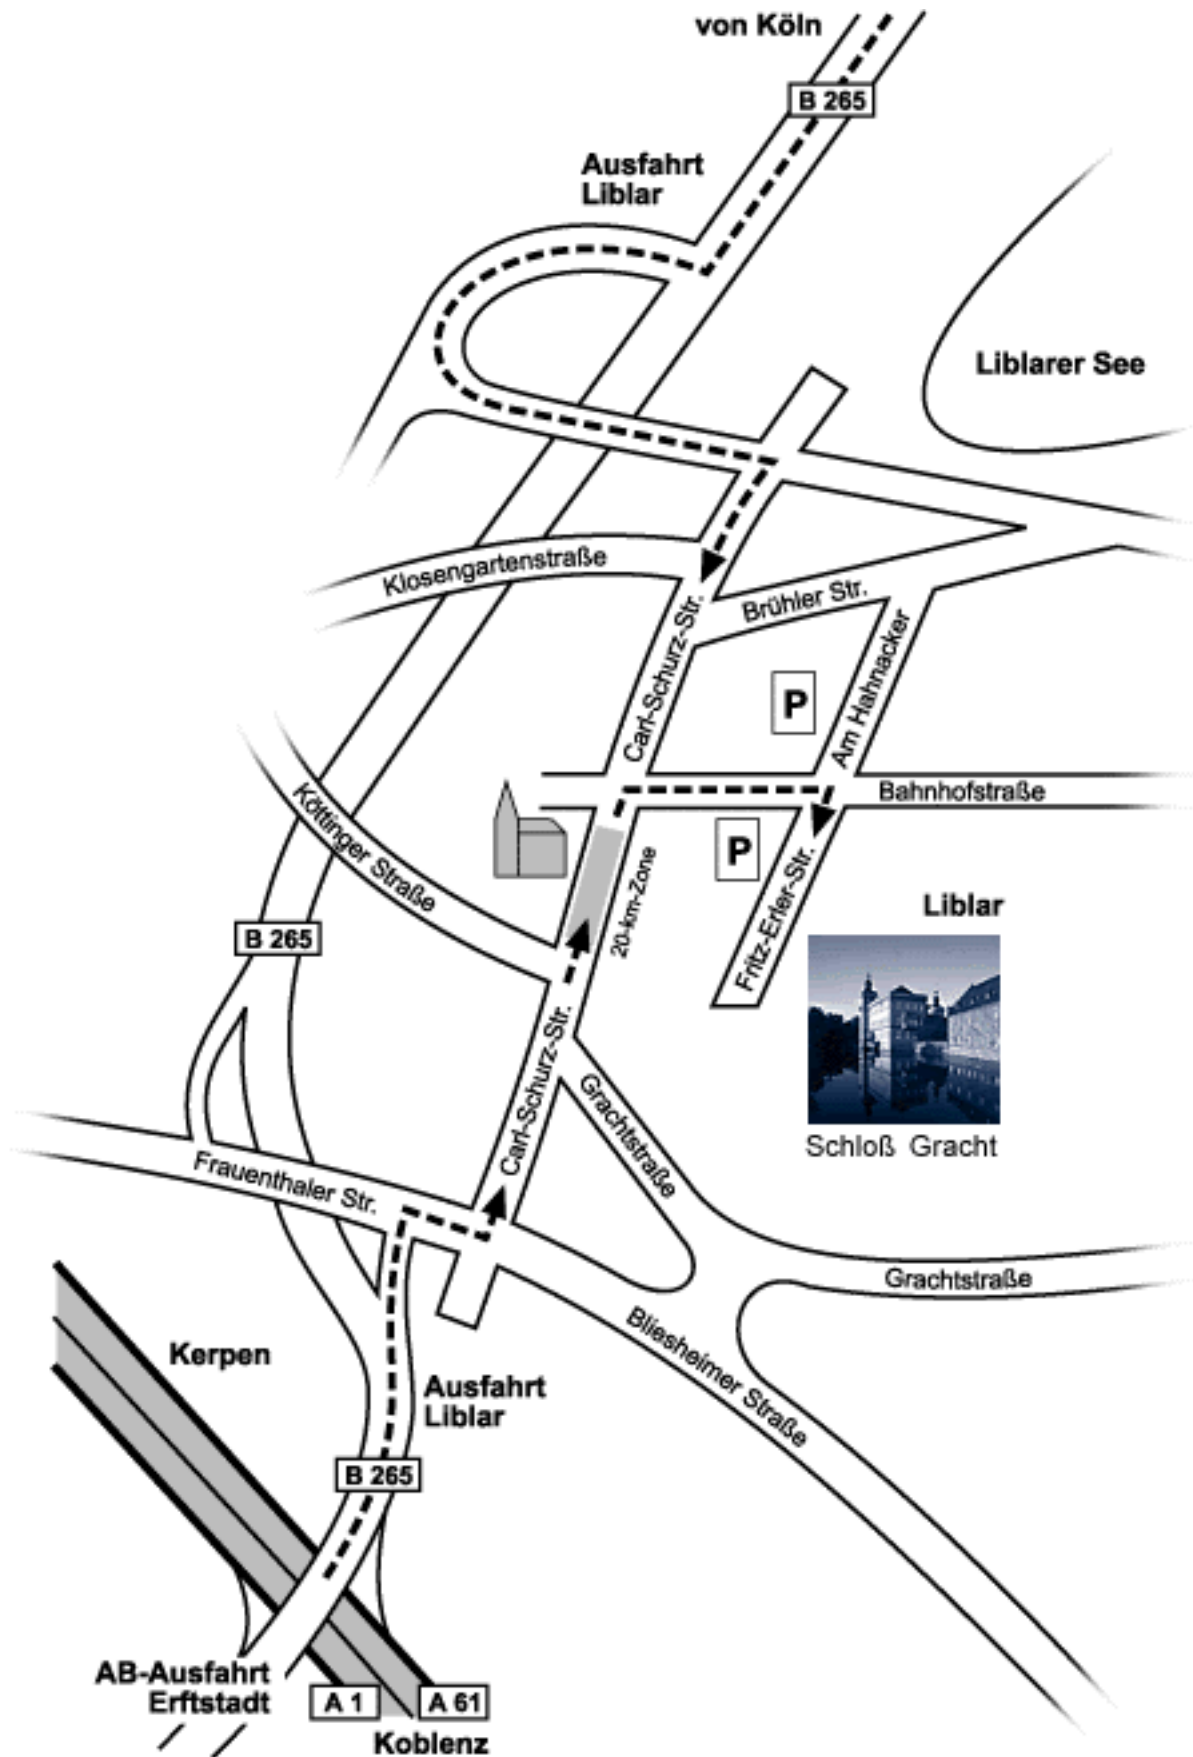 von Köln
B 265
Ausfahrt
Liblar
Liblarer See
Klosengartenstraße
Brühler Str.
Carl-Schurz-Str.
Am Hahnacker
P
Köttinger Straße
Bahnhofstraße
P
20-km-Zone
Fritz-Erler-Str.
Liblar
B 265
Carl-Schurz-Str.
Grachtstraße
Schloß Gracht
Frauenthaler Str.
Grachtstraße
Bliesheimer Straße
Kerpen
Ausfahrt
Liblar
B 265
AB-Ausfahrt
Erftstadt
A 1
A 61
Koblenz